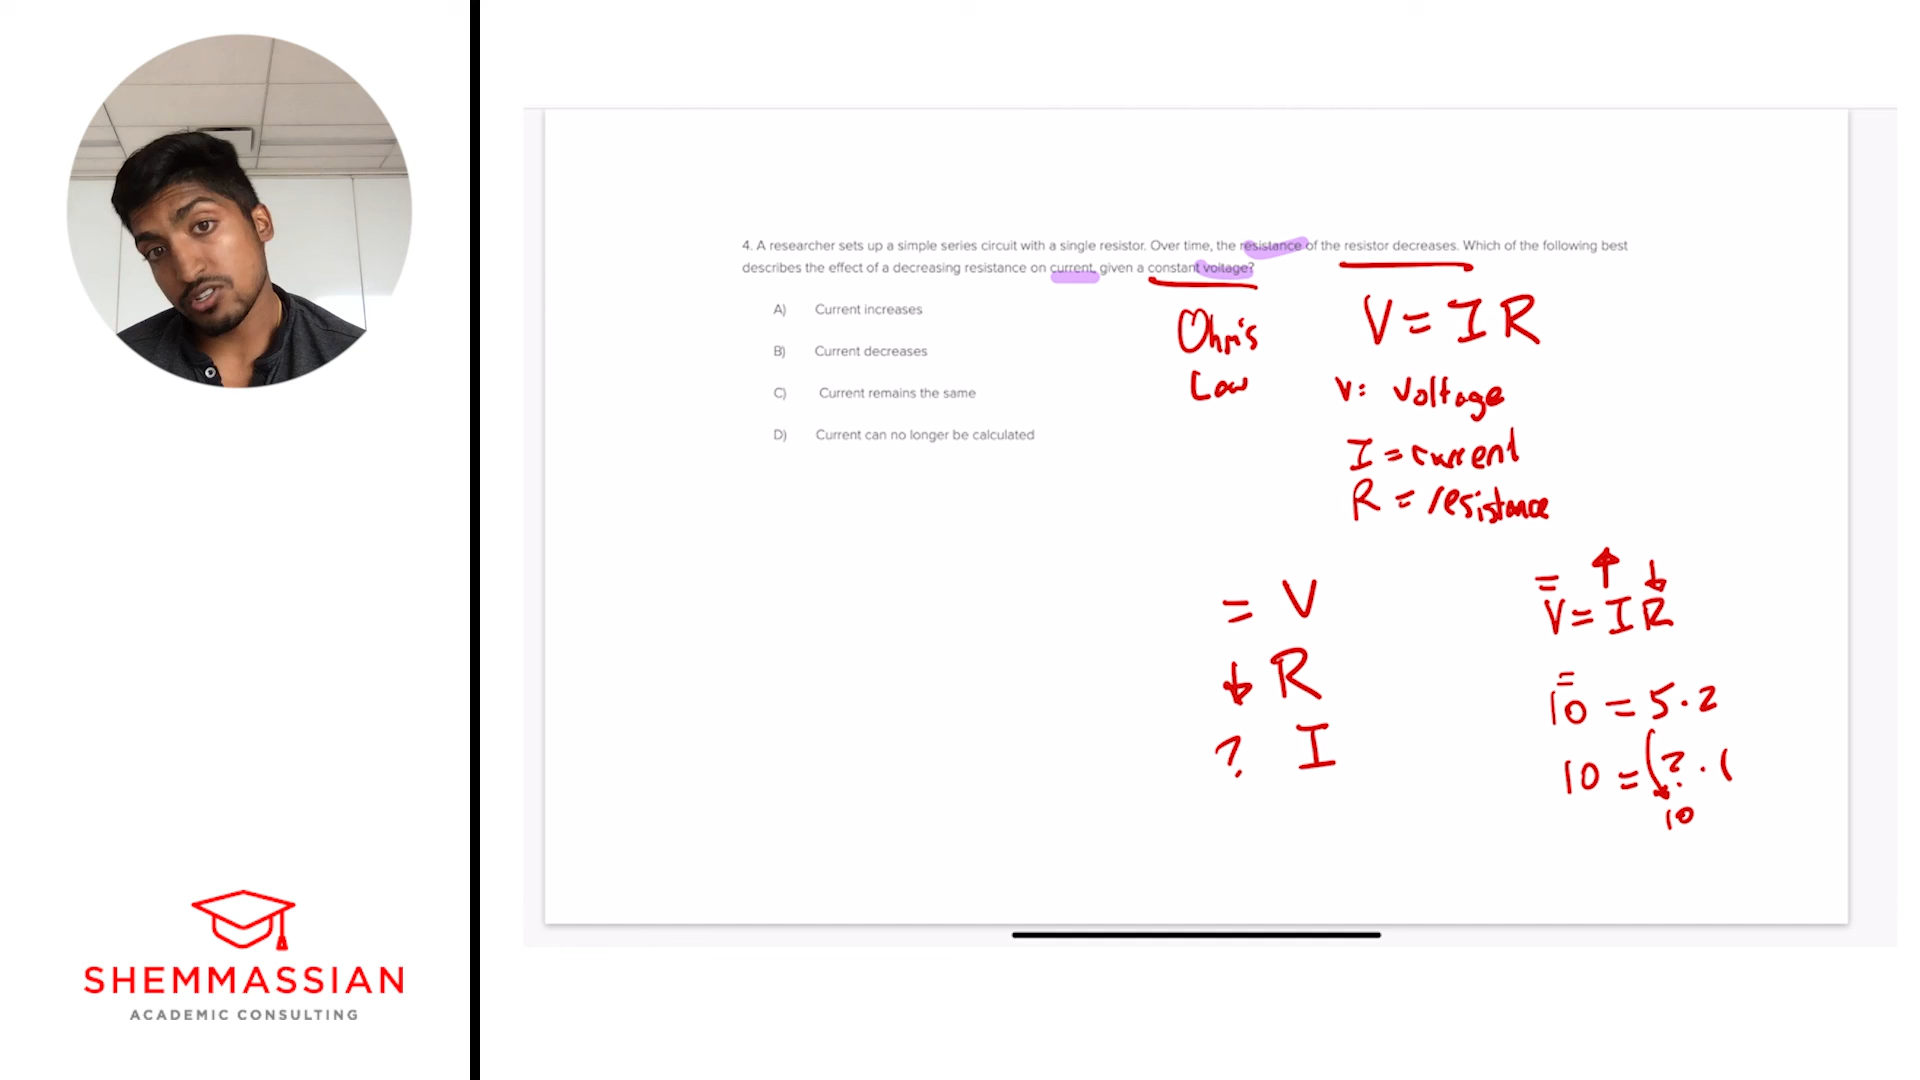 4. A researcher sets up a simple series circuit with a single resistor. Over time, the resistance of the resistor decreases. Which of the following best
describes the effect of a decreasing resistance on current, given a constant voltage?
A) Current increases
B) Current decreases
C) Current remains the same
D) Current can no longer be calculated
Ohm's
Law
V = I R
V: Voltage
I = current
R = resistance
= V
↓ R
? I
= ↑ ↓
V = I R
=
10 = 5 · 2
10 = (? · 1
10
SHEMMASSIAN
ACADEMIC CONSULTING